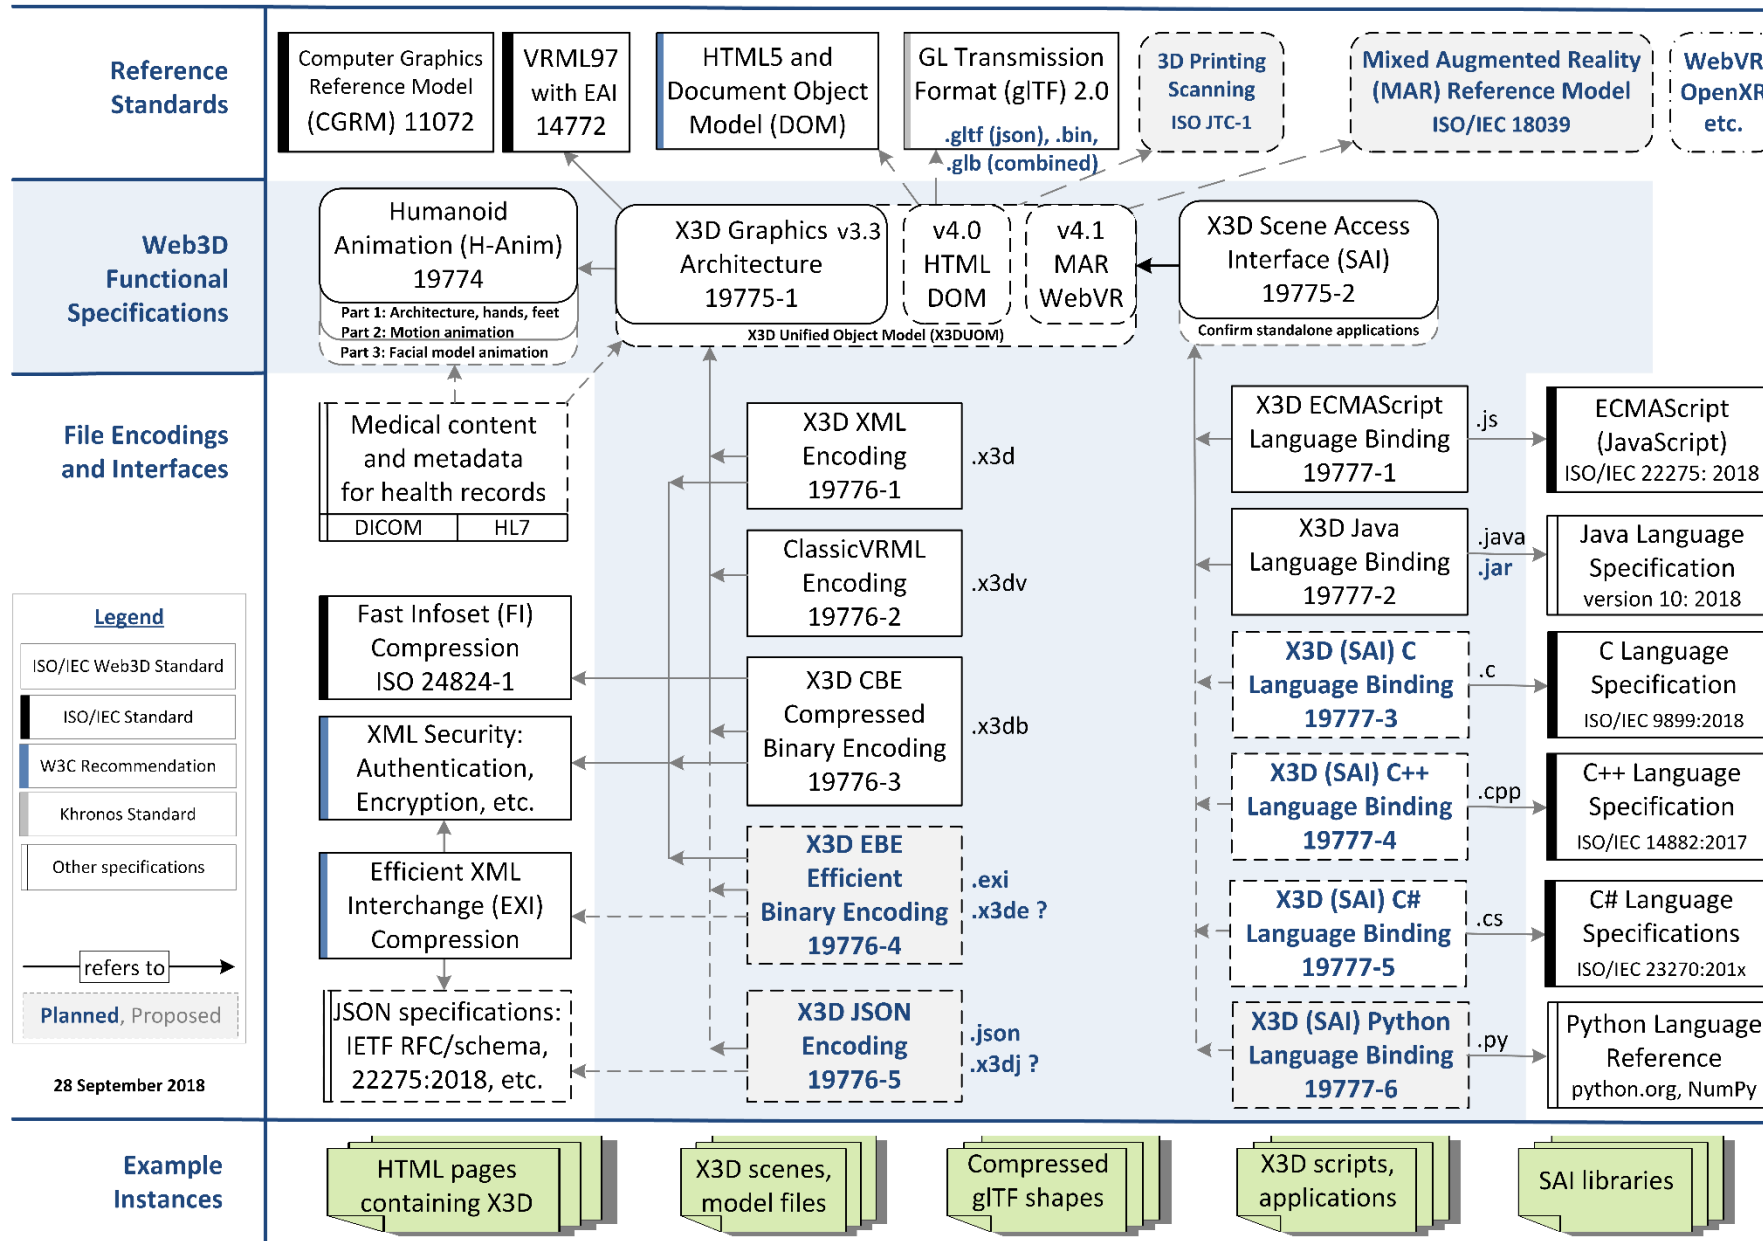 Reference
Standards
Computer Graphics
Reference Model
(CGRM) 11072
VRML97
with EAI
14772
HTML5 and
Document Object
Model (DOM)
GL Transmission
Format (glTF) 2.0
.gltf (json), .bin,
.glb (combined)
3D Printing
Scanning
ISO JTC-1
Mixed Augmented Reality
(MAR) Reference Model
ISO/IEC 18039
WebVR
OpenXR
etc.
Web3D
Functional
Specifications
Humanoid
Animation (H-Anim)
19774
Part 1: Architecture, hands, feet
Part 2: Motion animation
Part 3: Facial model animation
X3D Graphics v3.3
Architecture
19775-1
v4.0
HTML
DOM
v4.1
MAR
WebVR
X3D Unified Object Model (X3DUOM)
X3D Scene Access
Interface (SAI)
19775-2
Confirm standalone applications
File Encodings
and Interfaces
Medical content
and metadata
for health records
DICOM
HL7
Fast Infoset (FI)
Compression
ISO 24824-1
XML Security:
Authentication,
Encryption, etc.
Efficient XML
Interchange (EXI)
Compression
JSON specifications:
IETF RFC/schema,
22275:2018, etc.
X3D XML
Encoding
19776-1
.x3d
ClassicVRML
Encoding
19776-2
.x3dv
X3D CBE
Compressed
Binary Encoding
19776-3
.x3db
X3D EBE
Efficient
Binary Encoding
19776-4
.exi
.x3de ?
X3D JSON
Encoding
19776-5
.json
.x3dj ?
X3D ECMAScript
Language Binding
19777-1
.js
ECMAScript
(JavaScript)
ISO/IEC 22275: 2018
X3D Java
Language Binding
19777-2
.java
.jar
Java Language
Specification
version 10: 2018
X3D (SAI) C
Language Binding
19777-3
.c
C Language
Specification
ISO/IEC 9899:2018
X3D (SAI) C++
Language Binding
19777-4
.cpp
C++ Language
Specification
ISO/IEC 14882:2017
X3D (SAI) C#
Language Binding
19777-5
.cs
C# Language
Specifications
ISO/IEC 23270:201x
X3D (SAI) Python
Language Binding
19777-6
.py
Python Language
Reference
python.org, NumPy
Legend
ISO/IEC Web3D Standard
ISO/IEC Standard
W3C Recommendation
Khronos Standard
Other specifications
refers to
Planned, Proposed
28 September 2018
Example
Instances
HTML pages
containing X3D
X3D scenes,
model files
Compressed
glTF shapes
X3D scripts,
applications
SAI libraries